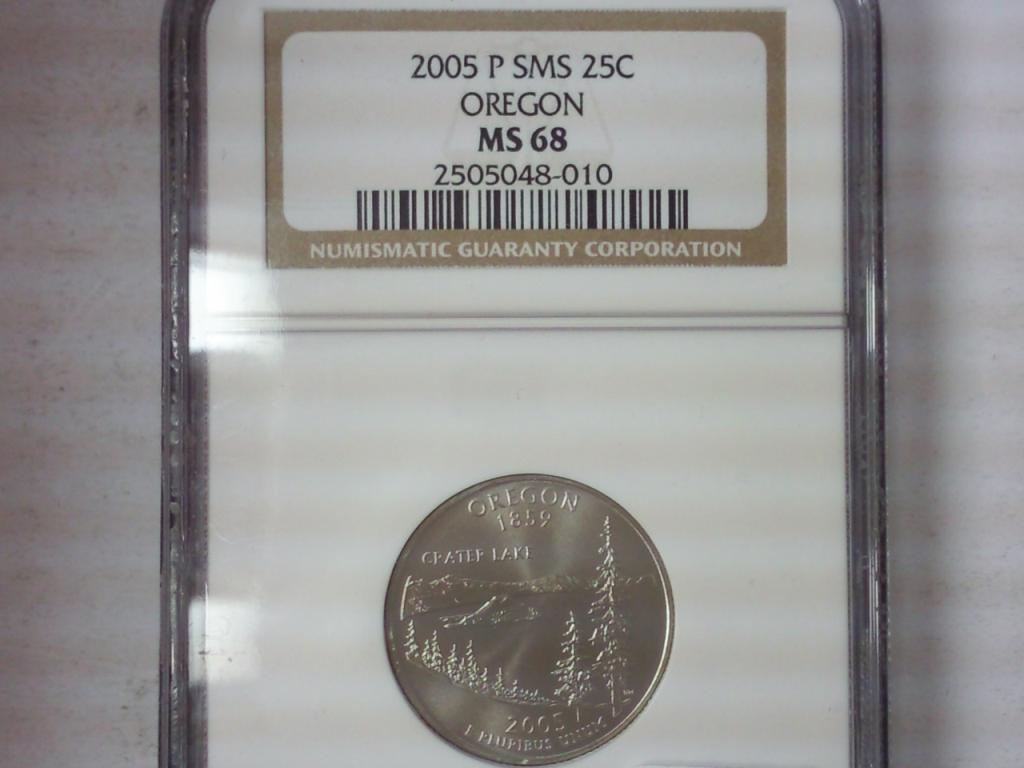 2005 P SMS 25C
OREGON
MS 68
2505048-010
NUMISMATIC GUARANTY CORPORATION
OREGON
1859
CRATER LAKE
2005
E PLURIBUS UNUM